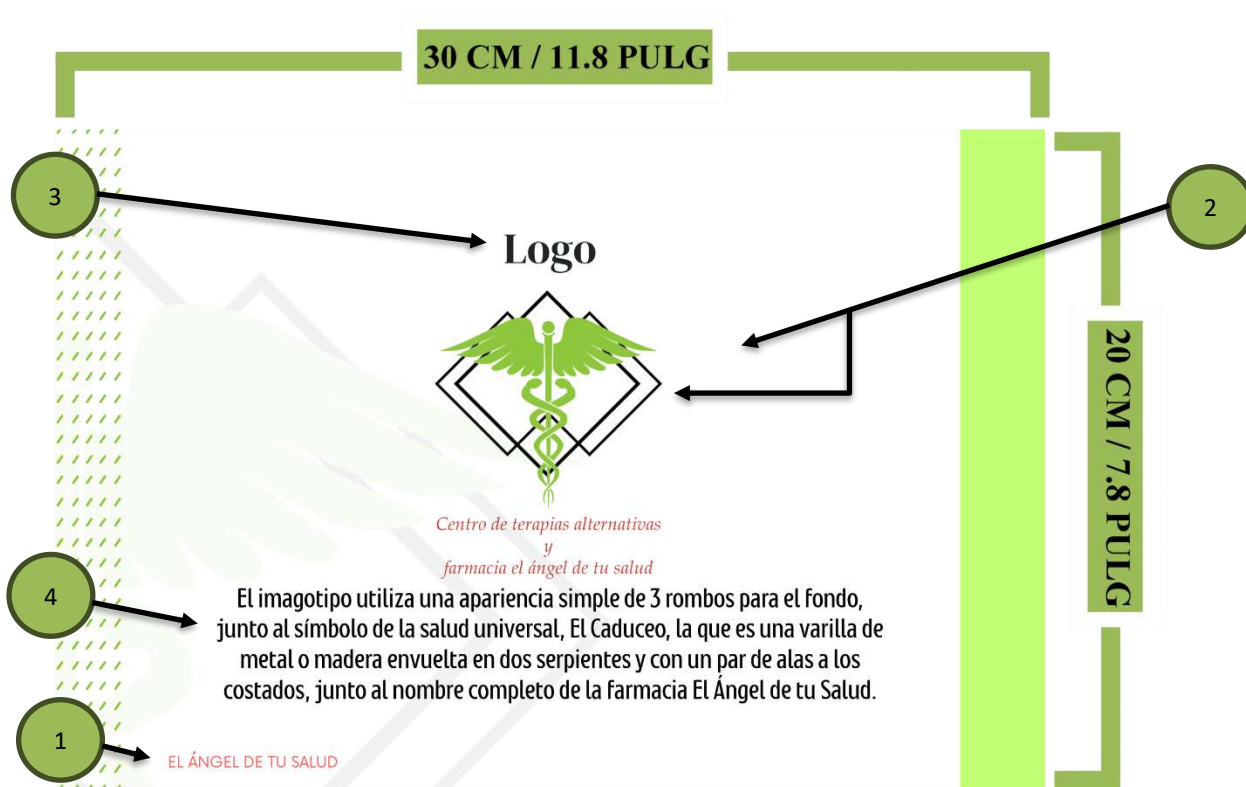 30 CM / 11.8 PULG
3
2
Logo
20 CM / 7.8 PULG
Centro de terapias alternativas
y
farmacia el ángel de tu salud
4
El imagotipo utiliza una apariencia simple de 3 rombos para el fondo,
junto al símbolo de la salud universal, El Caduceo, la que es una varilla de
metal o madera envuelta en dos serpientes y con un par de alas a los
costados, junto al nombre completo de la farmacia El Ángel de tu Salud.
1
EL ÁNGEL DE TU SALUD